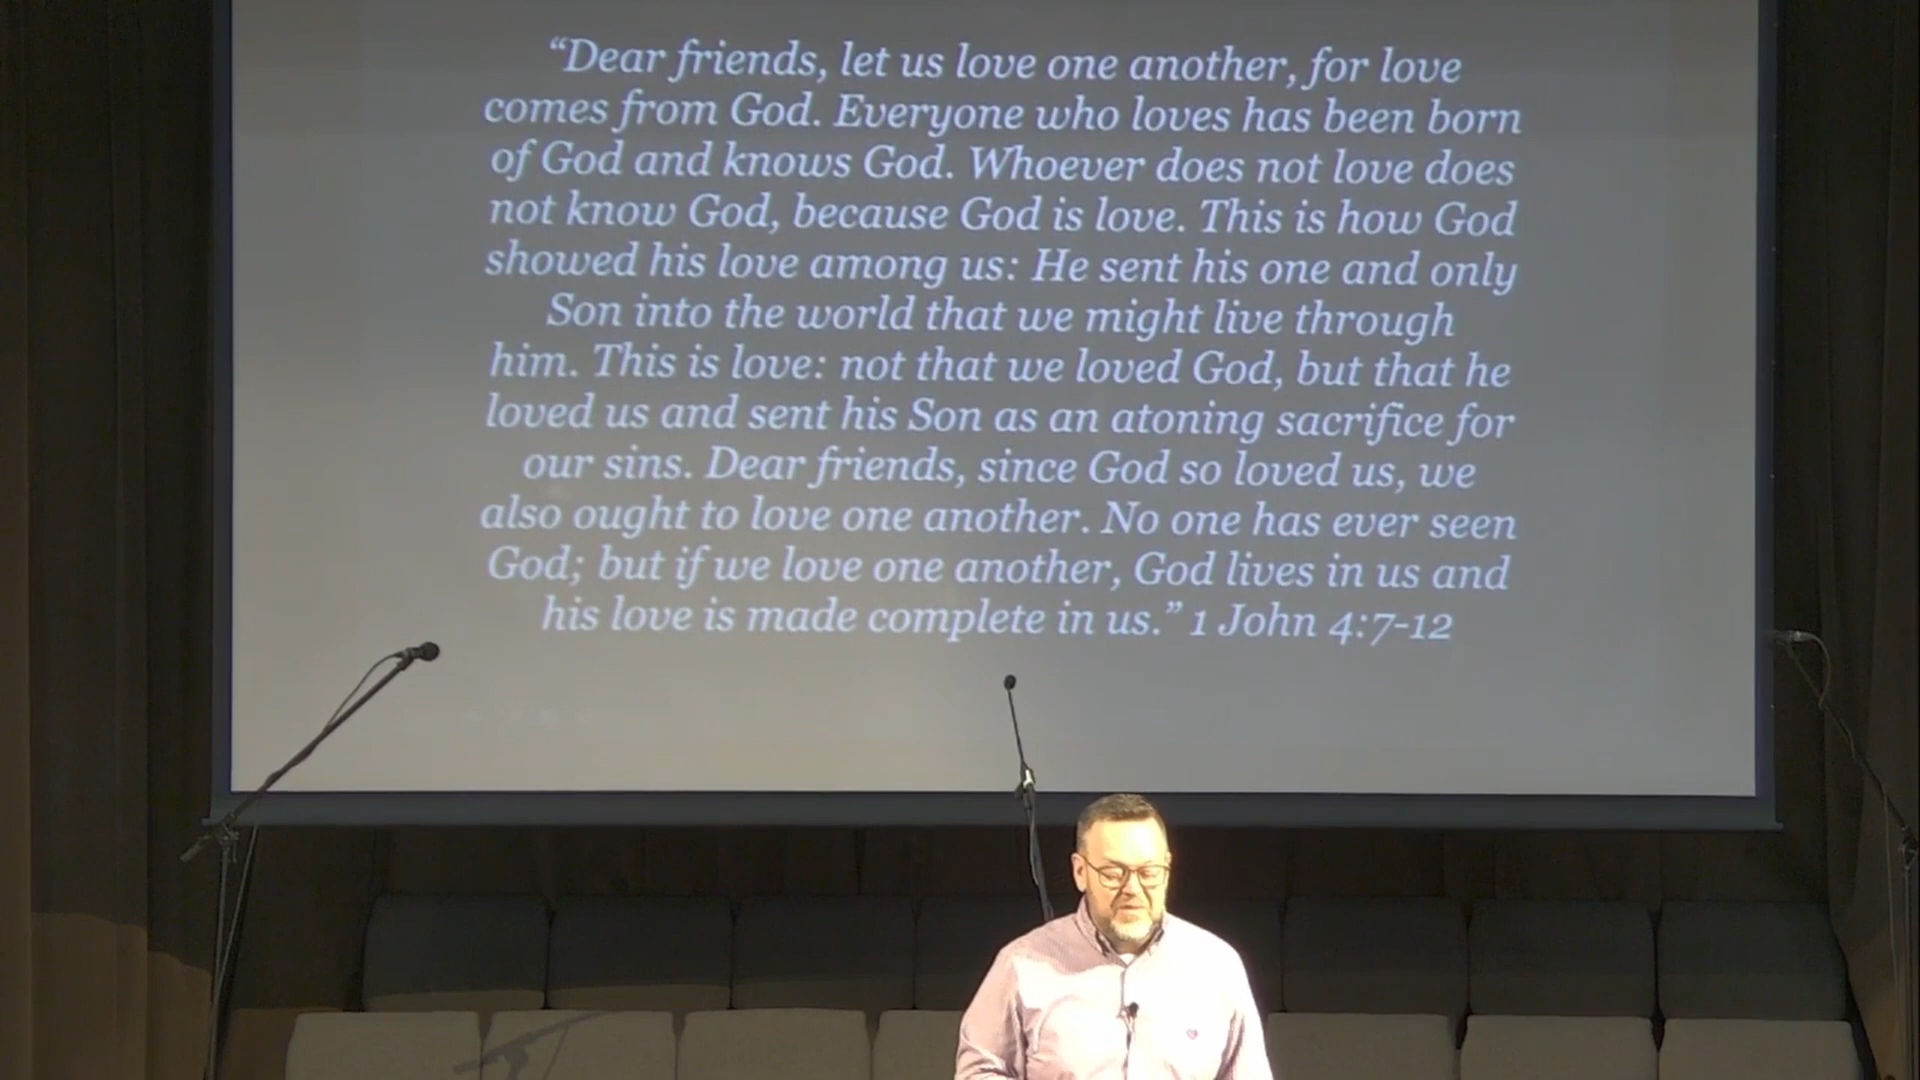 “Dear friends, let us love one another, for love
comes from God. Everyone who loves has been born
of God and knows God. Whoever does not love does
not know God, because God is love. This is how God
showed his love among us: He sent his one and only
Son into the world that we might live through
him. This is love: not that we loved God, but that he
loved us and sent his Son as an atoning sacrifice for
our sins. Dear friends, since God so loved us, we
also ought to love one another. No one has ever seen
God; but if we love one another, God lives in us and
his love is made complete in us.” 1 John 4:7-12